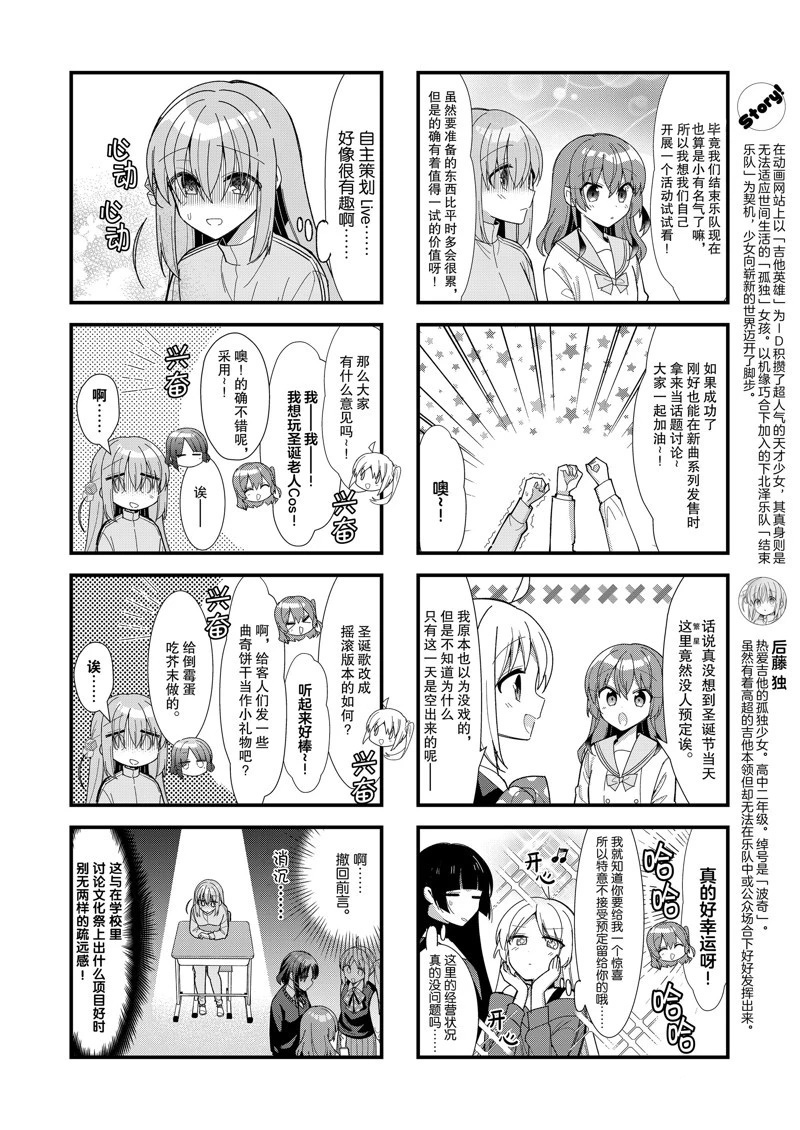 Story!
在动画网站上以「吉他英雄」为ID积攒了超人气的天才少女，其真身则是
无法适应世间生活的「孤独」女孩。以机缘巧合下加入的下北泽乐队「结束
乐队」为契机，少女向崭新的世界迈开了脚步。
后藤 独
热爱吉他的孤独少女。高中二年级。绰号是「波奇」。
虽然有着高超的吉他本领但却无法在乐队中或公众场合下好好发挥出来。
毕竟我们结束乐队现在
也算是小有名气了嘛，
所以我想我们自己
开展一个活动试试看！
虽然要准备的东西比平时多会很累，
但是的确有着值得一试的价值呀！
如果成功了
刚好也能在新曲系列发售时
拿来当话题讨论~
大家一起加油~！
噢~！
话说真没想到圣诞节当天
繁星
这里竟然没人预定诶。
我原本也以为没戏的，
但是不知道为什么
只有这一天是空出来的呢——
真的好幸运呀！
哈哈
哈哈
我就知道你要给我一个惊喜
所以特意不接受预定留给你的哦……
开心♪
开心
这里的经营状况
真的没问题吗……
自主策划Live……
好像很有趣啊……
心动
心动
那么大家
有什么意见吗~！
我——我——！
我想玩圣诞老人Cos！
兴奋
噢！的确不错呢，
采用~！
兴奋
诶——
啊……
圣诞歌改成
摇滚版本的如何？
听起来好棒~！
兴奋
啊，给客人们发一些
曲奇饼干当作小礼物吧？
兴奋
给倒霉蛋
吃芥末做的。
诶……
啊……
撤回前言。
消沉……
这与在学校里
讨论文化祭上出什么项目好时
别无两样的疏远感！